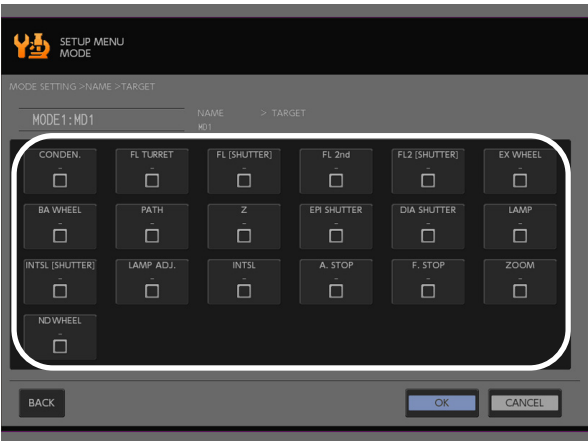 SETUP MENU
MODE
MODE SETTING >NAME >TARGET
MODE1:MD1
NAME > TARGET
MD1
CONDEN. FL TURRET FL [SHUTTER] FL 2nd FL2 [SHUTTER] EX WHEEL
- - - - - -
BA WHEEL PATH Z EPI SHUTTER DIA SHUTTER LAMP
- - - - - -
INTSL [SHUTTER] LAMP ADJ. INTSL A. STOP F. STOP ZOOM
- - - - - -
ND WHEEL
-
BACK OK CANCEL